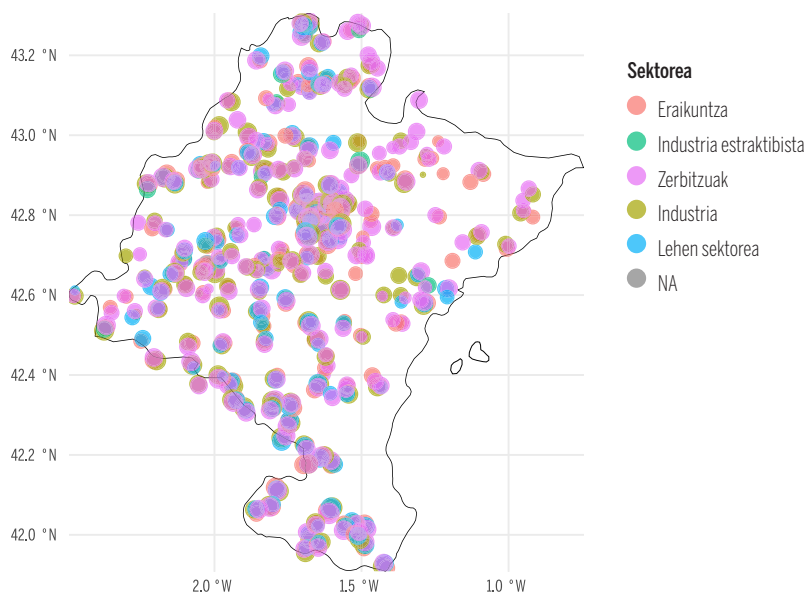 43.2 °N
43.0 °N
42.8 °N
42.6 °N
42.4 °N
42.2 °N
42.0 °N
2.0 °W
1.5 °W
1.0 °W
Sektorea
Eraikuntza
Industria estraktibista
Zerbitzuak
Industria
Lehen sektorea
NA